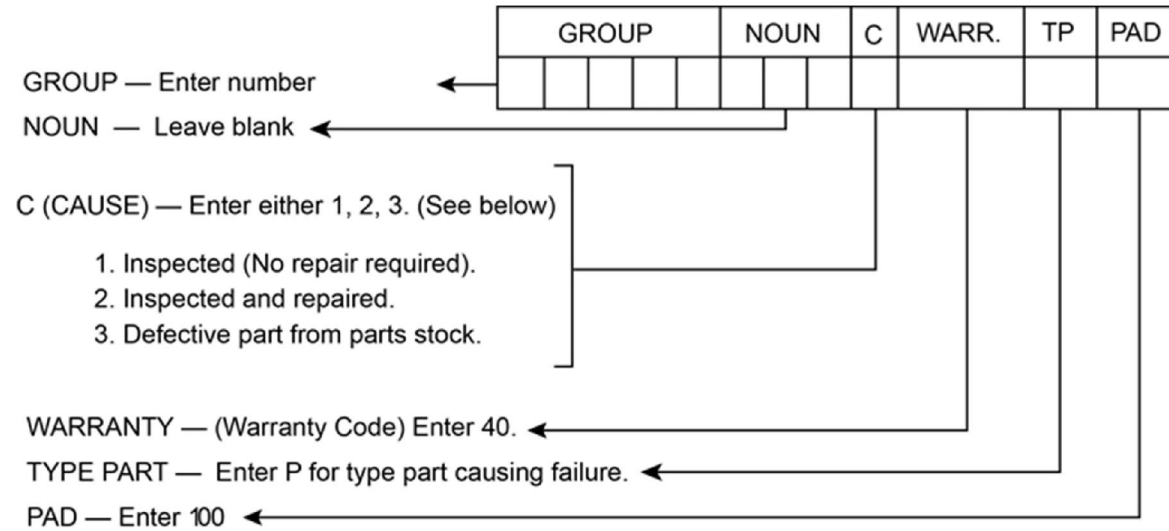 GROUP NOUN C WARR. TP PAD
GROUP — Enter number
NOUN — Leave blank
C (CAUSE) — Enter either 1, 2, 3. (See below)
1. Inspected (No repair required).
2. Inspected and repaired.
3. Defective part from parts stock.
WARRANTY — (Warranty Code) Enter 40.
TYPE PART — Enter P for type part causing failure.
PAD — Enter 100